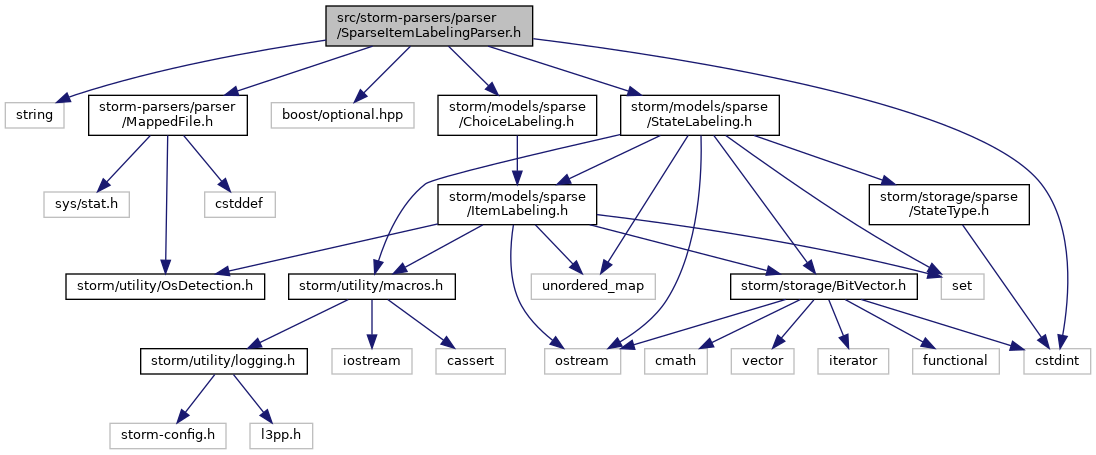 src/storm-parsers/parser
/SparseItemLabelingParser.h
string
storm-parsers/parser
/MappedFile.h
boost/optional.hpp
storm/models/sparse
/ChoiceLabeling.h
storm/models/sparse
/StateLabeling.h
sys/stat.h
cstddef
storm/models/sparse
/ItemLabeling.h
storm/storage/sparse
/StateType.h
storm/utility/OsDetection.h
storm/utility/macros.h
unordered_map
storm/storage/BitVector.h
set
storm/utility/logging.h
iostream
cassert
ostream
cmath
vector
iterator
functional
cstdint
storm-config.h
l3pp.h